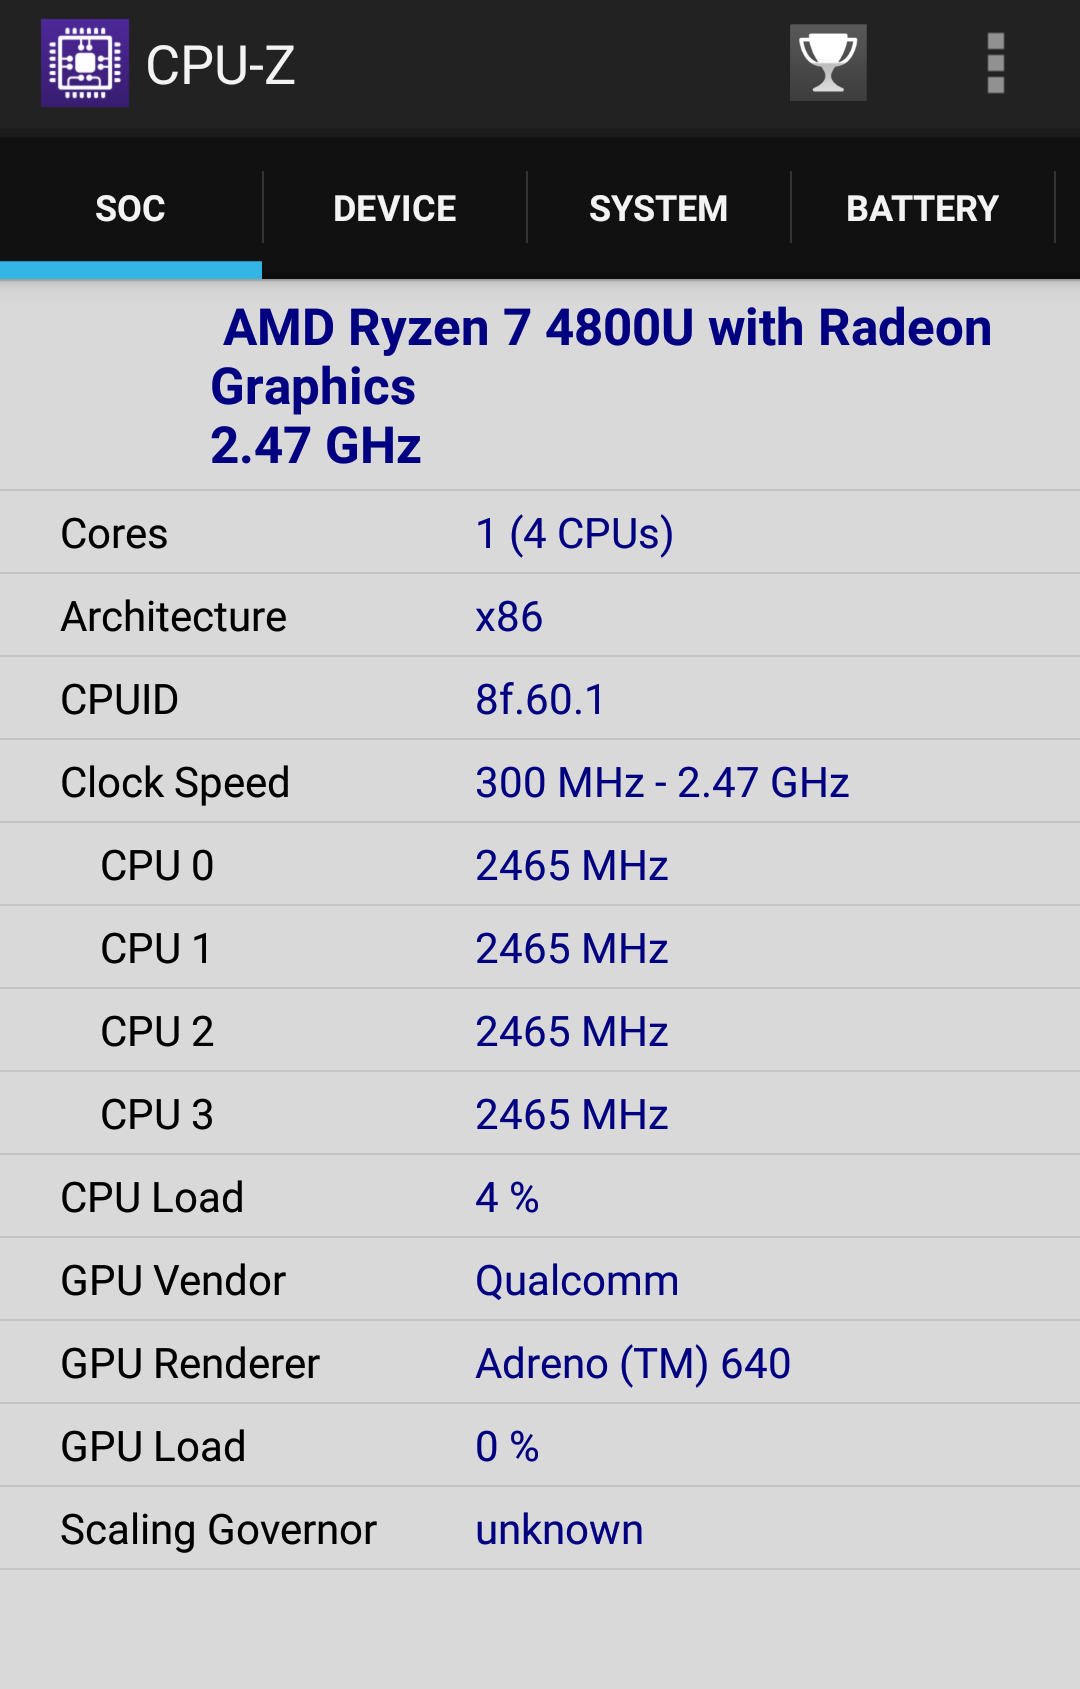 CPU-Z
SOC DEVICE SYSTEM BATTERY
AMD Ryzen 7 4800U with Radeon
Graphics
2.47 GHz
Cores 1 (4 CPUs)
Architecture x86
CPUID 8f.60.1
Clock Speed 300 MHz - 2.47 GHz
CPU 0 2465 MHz
CPU 1 2465 MHz
CPU 2 2465 MHz
CPU 3 2465 MHz
CPU Load 4 %
GPU Vendor Qualcomm
GPU Renderer Adreno (TM) 640
GPU Load 0 %
Scaling Governor unknown